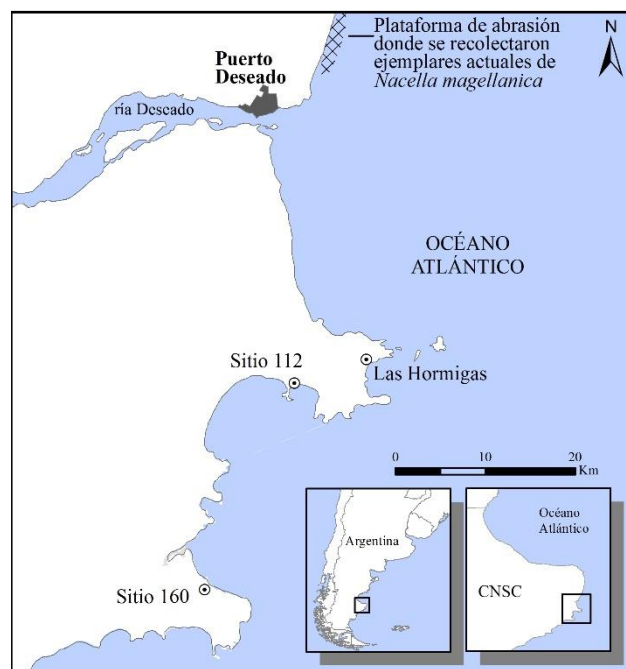 Plataforma de abrasión
donde se recolectaron
ejemplares actuales de
Nacella magellanica
N
Puerto
Deseado
ría Deseado
OCÉANO
ATLÁNTICO
Sitio 112
Las Hormigas
0 10 20
Km
Sitio 160
Argentina
Océano
Atlántico
CNSC